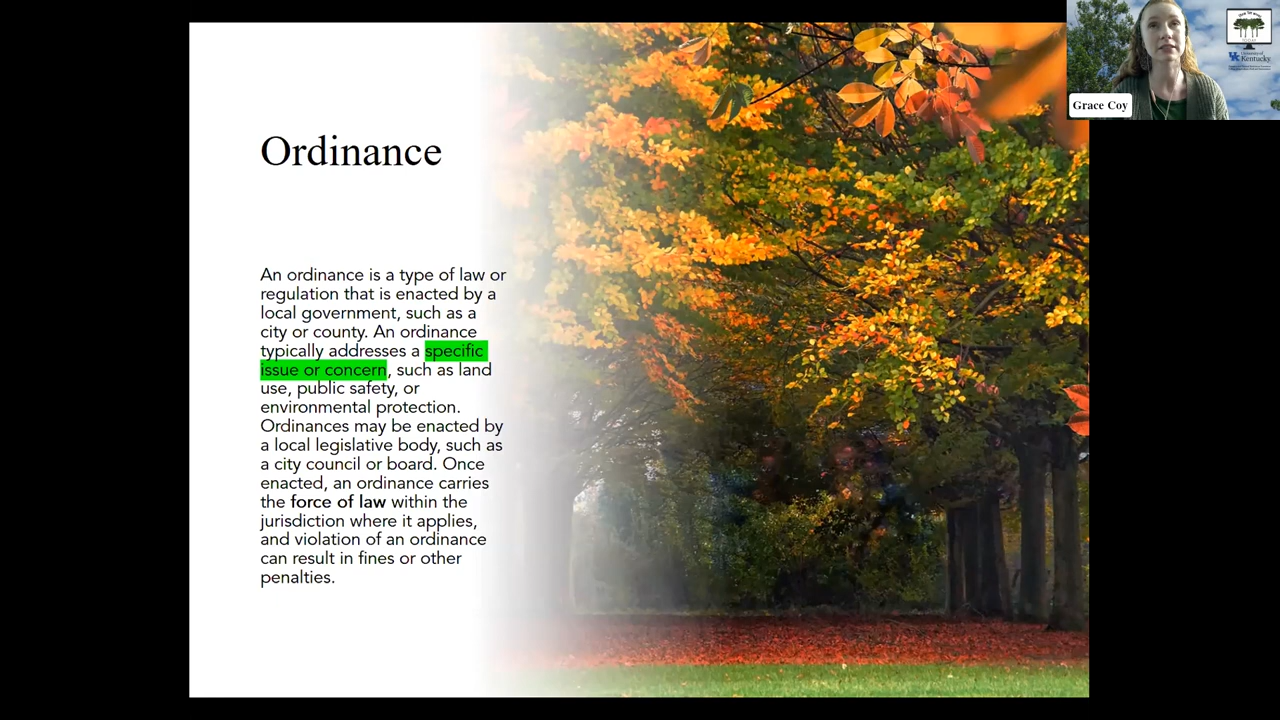 Ordinance
An ordinance is a type of law or
regulation that is enacted by a
local government, such as a
city or county. An ordinance
typically addresses a specific
issue or concern, such as land
use, public safety, or
environmental protection.
Ordinances may be enacted by
a local legislative body, such as
a city council or board. Once
enacted, an ordinance carries
the force of law within the
jurisdiction where it applies,
and violation of an ordinance
can result in fines or other
penalties.
Grace Coy
University of
Kentucky